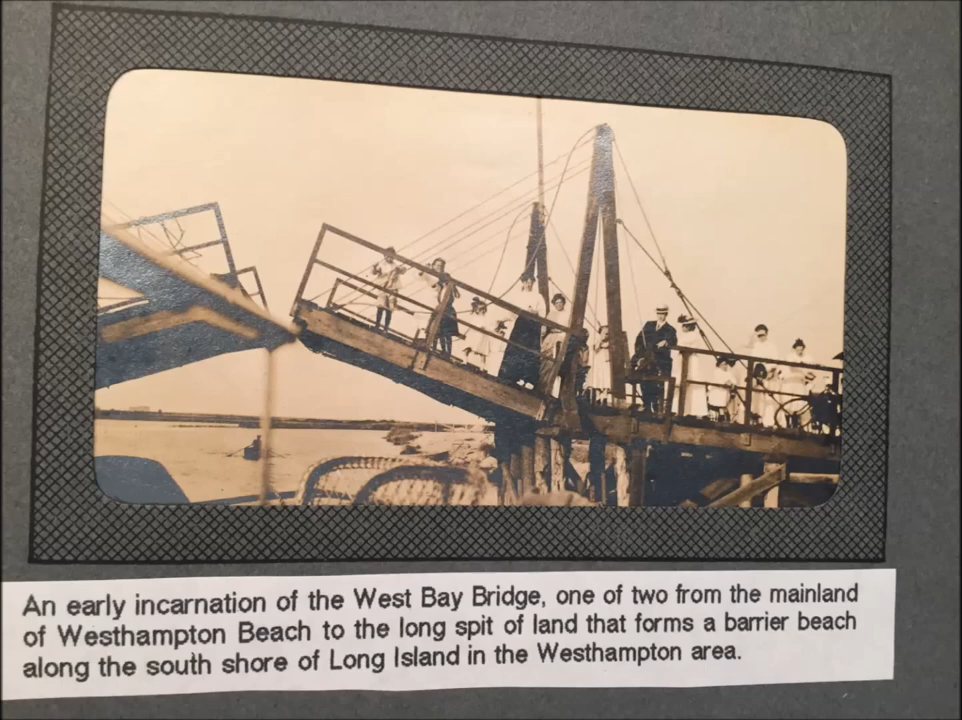 An early incarnation of the West Bay Bridge, one of two from the mainland
of Westhampton Beach to the long spit of land that forms a barrier beach
along the south shore of Long Island in the Westhampton area.